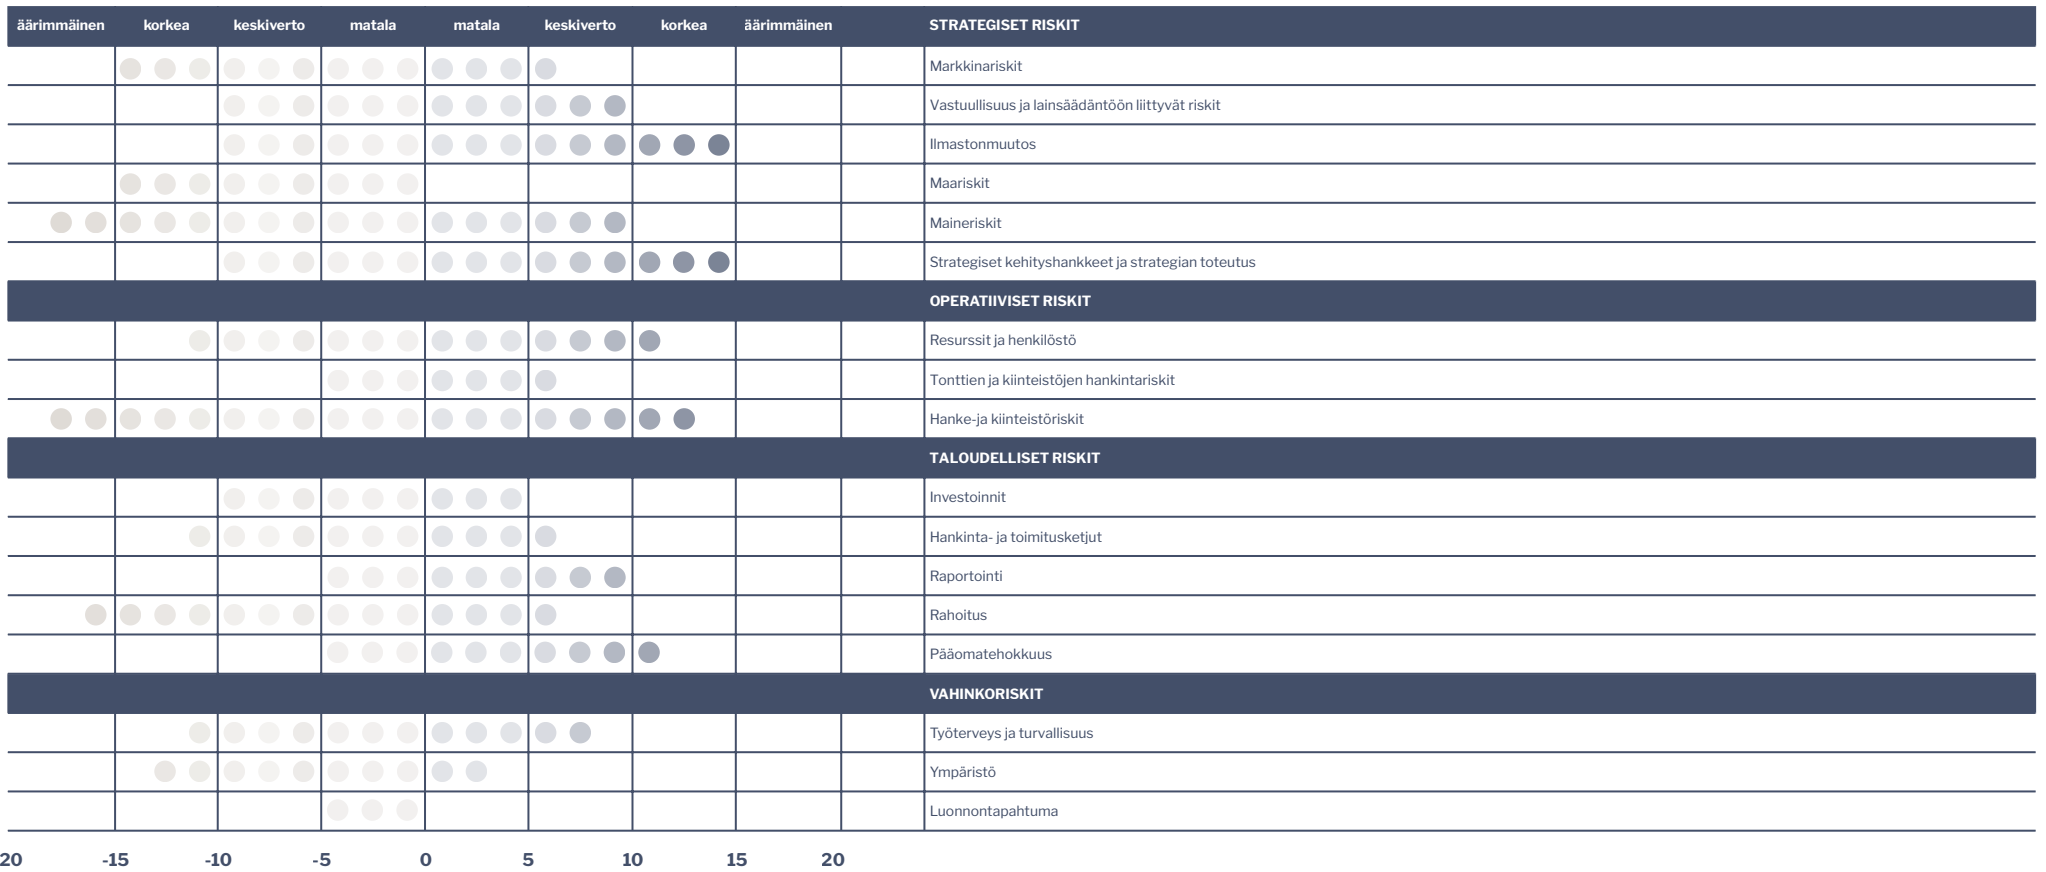 äärimmäinen korkea keskiverto matala matala keskiverto korkea äärimmäinen STRATEGISET RISKIT
Markkinariskit
Vastuullisuus ja lainsäädäntöön liittyvät riskit
Ilmastonmuutos
Maariskit
Maineriskit
Strategiset kehityshankkeet ja strategian toteutus
OPERATIIVISET RISKIT
Resurssit ja henkilöstö
Tonttien ja kiinteistöjen hankintariskit
Hanke-ja kiinteistöriskit
TALOUDELLISET RISKIT
Investoinnit
Hankinta- ja toimitusketjut
Raportointi
Rahoitus
Pääomatehokkuus
VAHINKORISKIT
Työterveys ja turvallisuus
Ympäristö
Luonnontapahtuma
20 -15 -10 -5 0 5 10 15 20